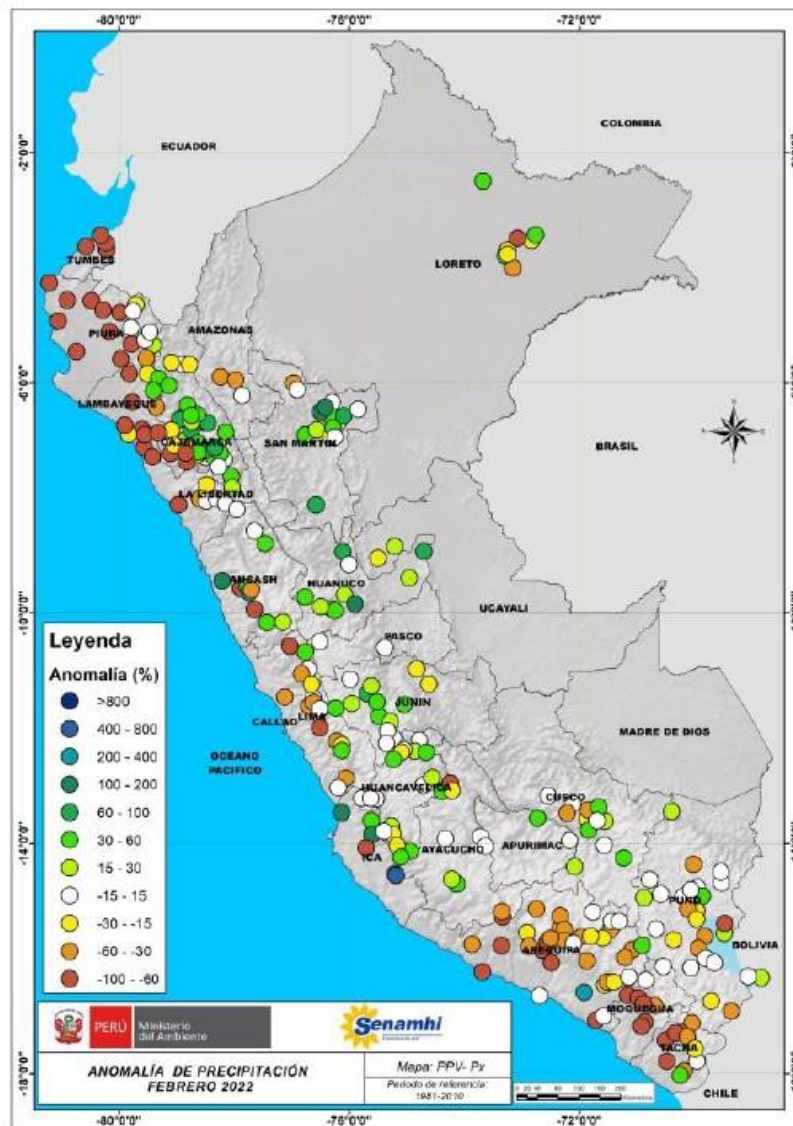 -80°0'0"
-76°0'0"
-72°0'0"
COLOMBIA
ECUADOR
-2°0'0"
LORETO
TUMBES
PIURA
AMAZONAS
-6°0'0"
LAMBAYEQUE
CAJAMARCA
SAN MARTIN
BRASIL
LA LIBERTAD
ANCASH
HUANUCO
UCAYALI
-10°0'0"
PASCO
JUNIN
LIMA
CALLAO
MADRE DE DIOS
OCEANO
PACIFICO
HUANCAVELICA
CUSCO
-14°0'0"
ICA
AYACUCHO
APURIMAC
PUNO
BOLIVIA
AREQUIPA
MOQUEGUA
TACNA
-18°0'0"
CHILE
Leyenda
Anomalía (%)
>800
400 - 800
200 - 400
100 - 200
60 - 100
30 - 60
15 - 30
-15 - 15
-30 - -15
-60 - -30
-100 - -60
PERÚ
Ministerio
del Ambiente
Senamhi
ANOMALÍA DE PRECIPITACIÓN
FEBRERO 2022
Mapa: PPV- Px
Periodo de referencia:
1981-2010
-80°0'0"
-76°0'0"
-72°0'0"